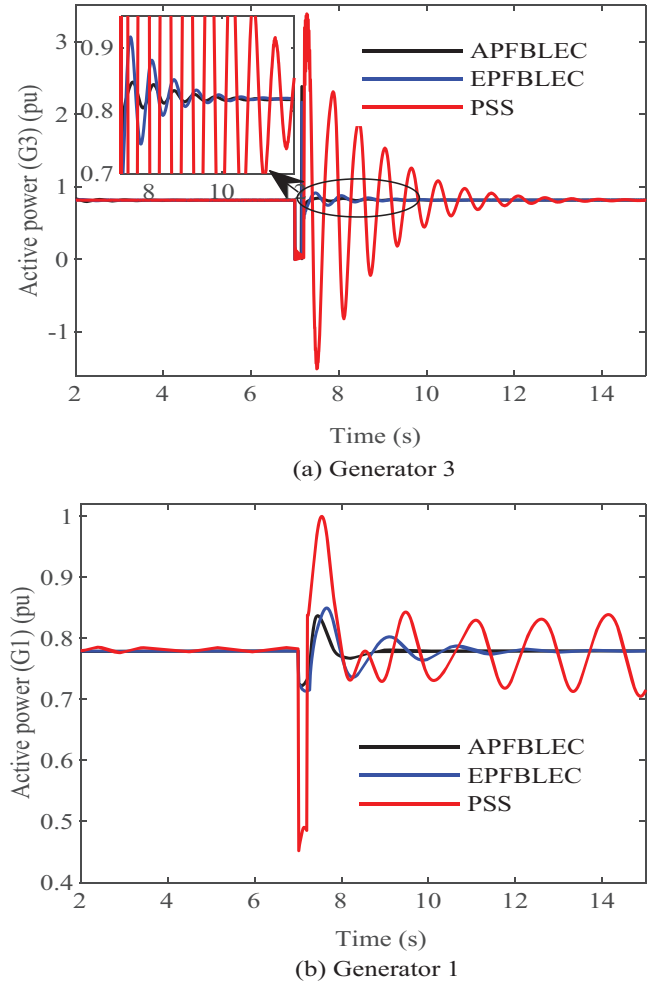 3
2
1
0
-1
Active power (G3) (pu)
0.9
0.8
0.7
8 10
APFBLEC
EPFBLEC
PSS
2 4 6 8 10 12 14
Time (s)
(a) Generator 3
1
0.9
0.8
0.7
0.6
0.5
0.4
Active power (G1) (pu)
APFBLEC
EPFBLEC
PSS
2 4 6 8 10 12 14
Time (s)
(b) Generator 1